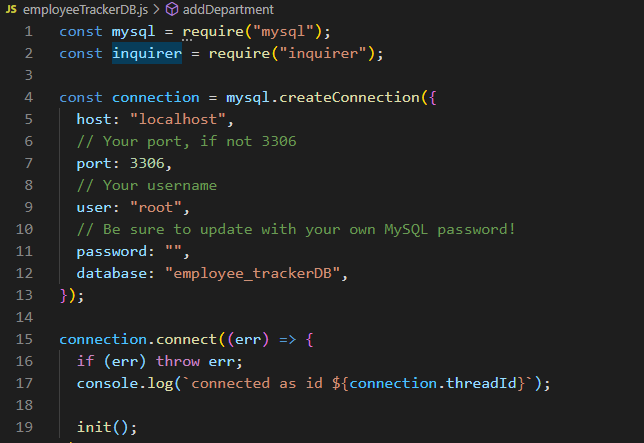 JS employeeTrackerDB.js > addDepartment
1 const mysql = require("mysql");
2 const inquirer = require("inquirer");
3
4 const connection = mysql.createConnection({
5 host: "localhost",
6 // Your port, if not 3306
7 port: 3306,
8 // Your username
9 user: "root",
10 // Be sure to update with your own MySQL password!
11 password: "",
12 database: "employee_trackerDB",
13 });
14
15 connection.connect((err) => {
16 if (err) throw err;
17 console.log(`connected as id ${connection.threadId}`);
18
19 init();